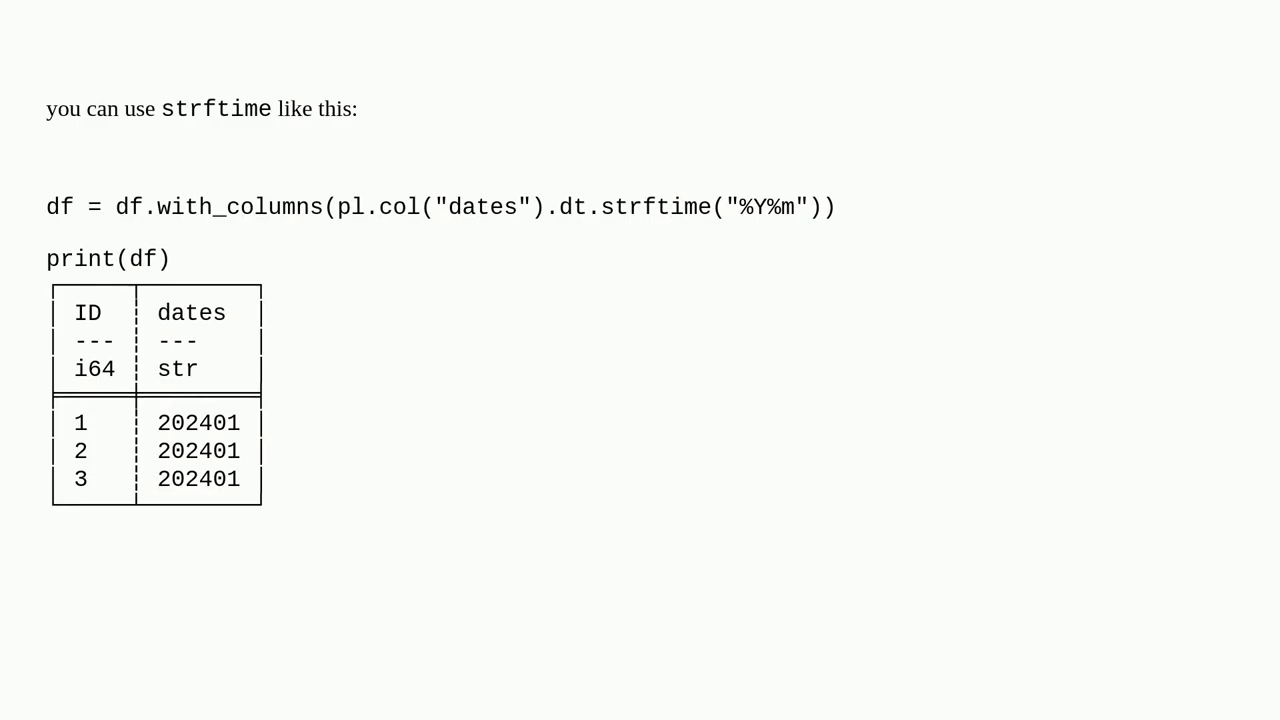 you can use strftime like this:
df = df.with_columns(pl.col("dates").dt.strftime("%Y%m"))
print(df)
ID dates
--- ---
i64 str
1 202401
2 202401
3 202401